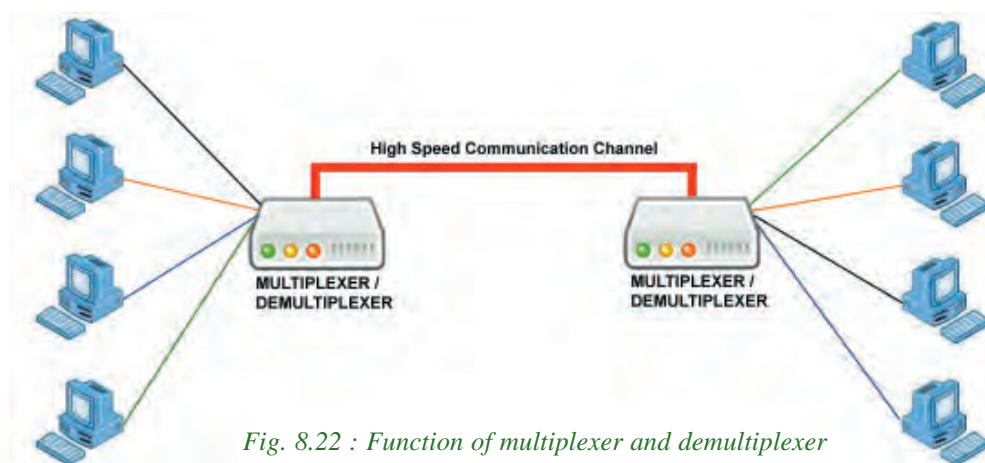 High Speed Communication Channel
MULTIPLEXER /
DEMULTIPLEXER
MULTIPLEXER /
DEMULTIPLEXER
Fig. 8.22 : Function of multiplexer and demultiplexer